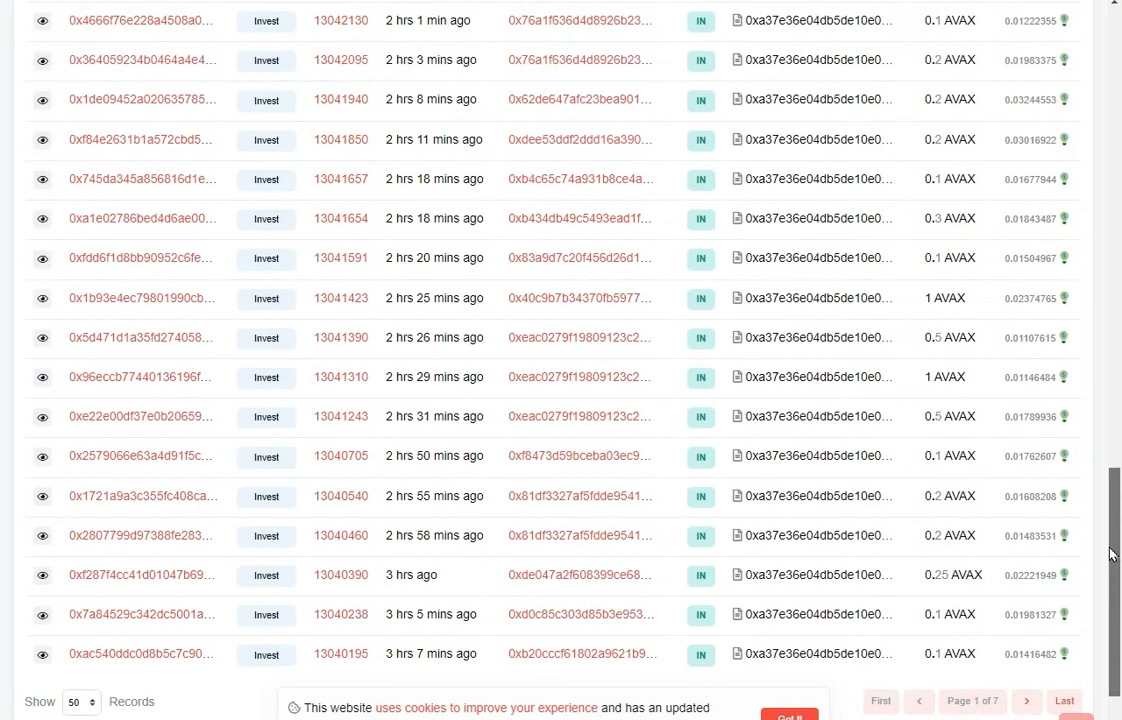 0x4666f76e228a4508a0... Invest 13042130 2 hrs 1 min ago 0x76a1f636d4d8926b23... IN 0xa37e36e04db5de10e0... 0.1 AVAX 0.01222355
0x364059234b0464a4e4... Invest 13042095 2 hrs 3 mins ago 0x76a1f636d4d8926b23... IN 0xa37e36e04db5de10e0... 0.2 AVAX 0.01983375
0x1de09452a020635785... Invest 13041940 2 hrs 8 mins ago 0x62de647afc23bea901... IN 0xa37e36e04db5de10e0... 0.2 AVAX 0.03244553
0xf84e2631b1a572cbd5... Invest 13041850 2 hrs 11 mins ago 0xdee53ddf2ddd16a390... IN 0xa37e36e04db5de10e0... 0.2 AVAX 0.03016922
0x745da345a856816d1e... Invest 13041657 2 hrs 18 mins ago 0xb4c65c74a931b8ce4a... IN 0xa37e36e04db5de10e0... 0.1 AVAX 0.01677944
0xa1e02786bed4d6ae00... Invest 13041654 2 hrs 18 mins ago 0xb434db49c5493ead1f... IN 0xa37e36e04db5de10e0... 0.3 AVAX 0.01843487
0xfdd6f1d8bb90952c6fe... Invest 13041591 2 hrs 20 mins ago 0x83a9d7c20f456d26d1... IN 0xa37e36e04db5de10e0... 0.1 AVAX 0.01504967
0x1b93e4ec79801990cb... Invest 13041423 2 hrs 25 mins ago 0x40c9b7b34370fb5977... IN 0xa37e36e04db5de10e0... 1 AVAX 0.02374765
0x5d471d1a35fd274058... Invest 13041390 2 hrs 26 mins ago 0xeac0279f19809123c2... IN 0xa37e36e04db5de10e0... 0.5 AVAX 0.01107615
0x96eccb77440136196f... Invest 13041310 2 hrs 29 mins ago 0xeac0279f19809123c2... IN 0xa37e36e04db5de10e0... 1 AVAX 0.01146484
0xe22e00df37e0b20659... Invest 13041243 2 hrs 31 mins ago 0xeac0279f19809123c2... IN 0xa37e36e04db5de10e0... 0.5 AVAX 0.01789936
0x2579066e63a4d91f5c... Invest 13040705 2 hrs 50 mins ago 0xf8473d59bceba03ec9... IN 0xa37e36e04db5de10e0... 0.1 AVAX 0.01762607
0x1721a9a3c355fc408ca... Invest 13040540 2 hrs 55 mins ago 0x81df3327af5fdde9541... IN 0xa37e36e04db5de10e0... 0.2 AVAX 0.01608208
0x2807799d97388fe283... Invest 13040460 2 hrs 58 mins ago 0x81df3327af5fdde9541... IN 0xa37e36e04db5de10e0... 0.2 AVAX 0.01483531
0xf287f4cc41d01047b69... Invest 13040390 3 hrs ago 0xde047a2f608399ce68... IN 0xa37e36e04db5de10e0... 0.25 AVAX 0.02221949
0x7a84529c342dc5001a... Invest 13040238 3 hrs 5 mins ago 0xd0c85c303d85b3e953... IN 0xa37e36e04db5de10e0... 0.1 AVAX 0.01981327
0xac540ddc0d8b5c7c90... Invest 13040195 3 hrs 7 mins ago 0xb20cccf61802a9621b9... IN 0xa37e36e04db5de10e0... 0.1 AVAX 0.01416482
Show 50 Records First < Page 1 of 7 > Last
This website uses cookies to improve your experience and has an updated
Got It